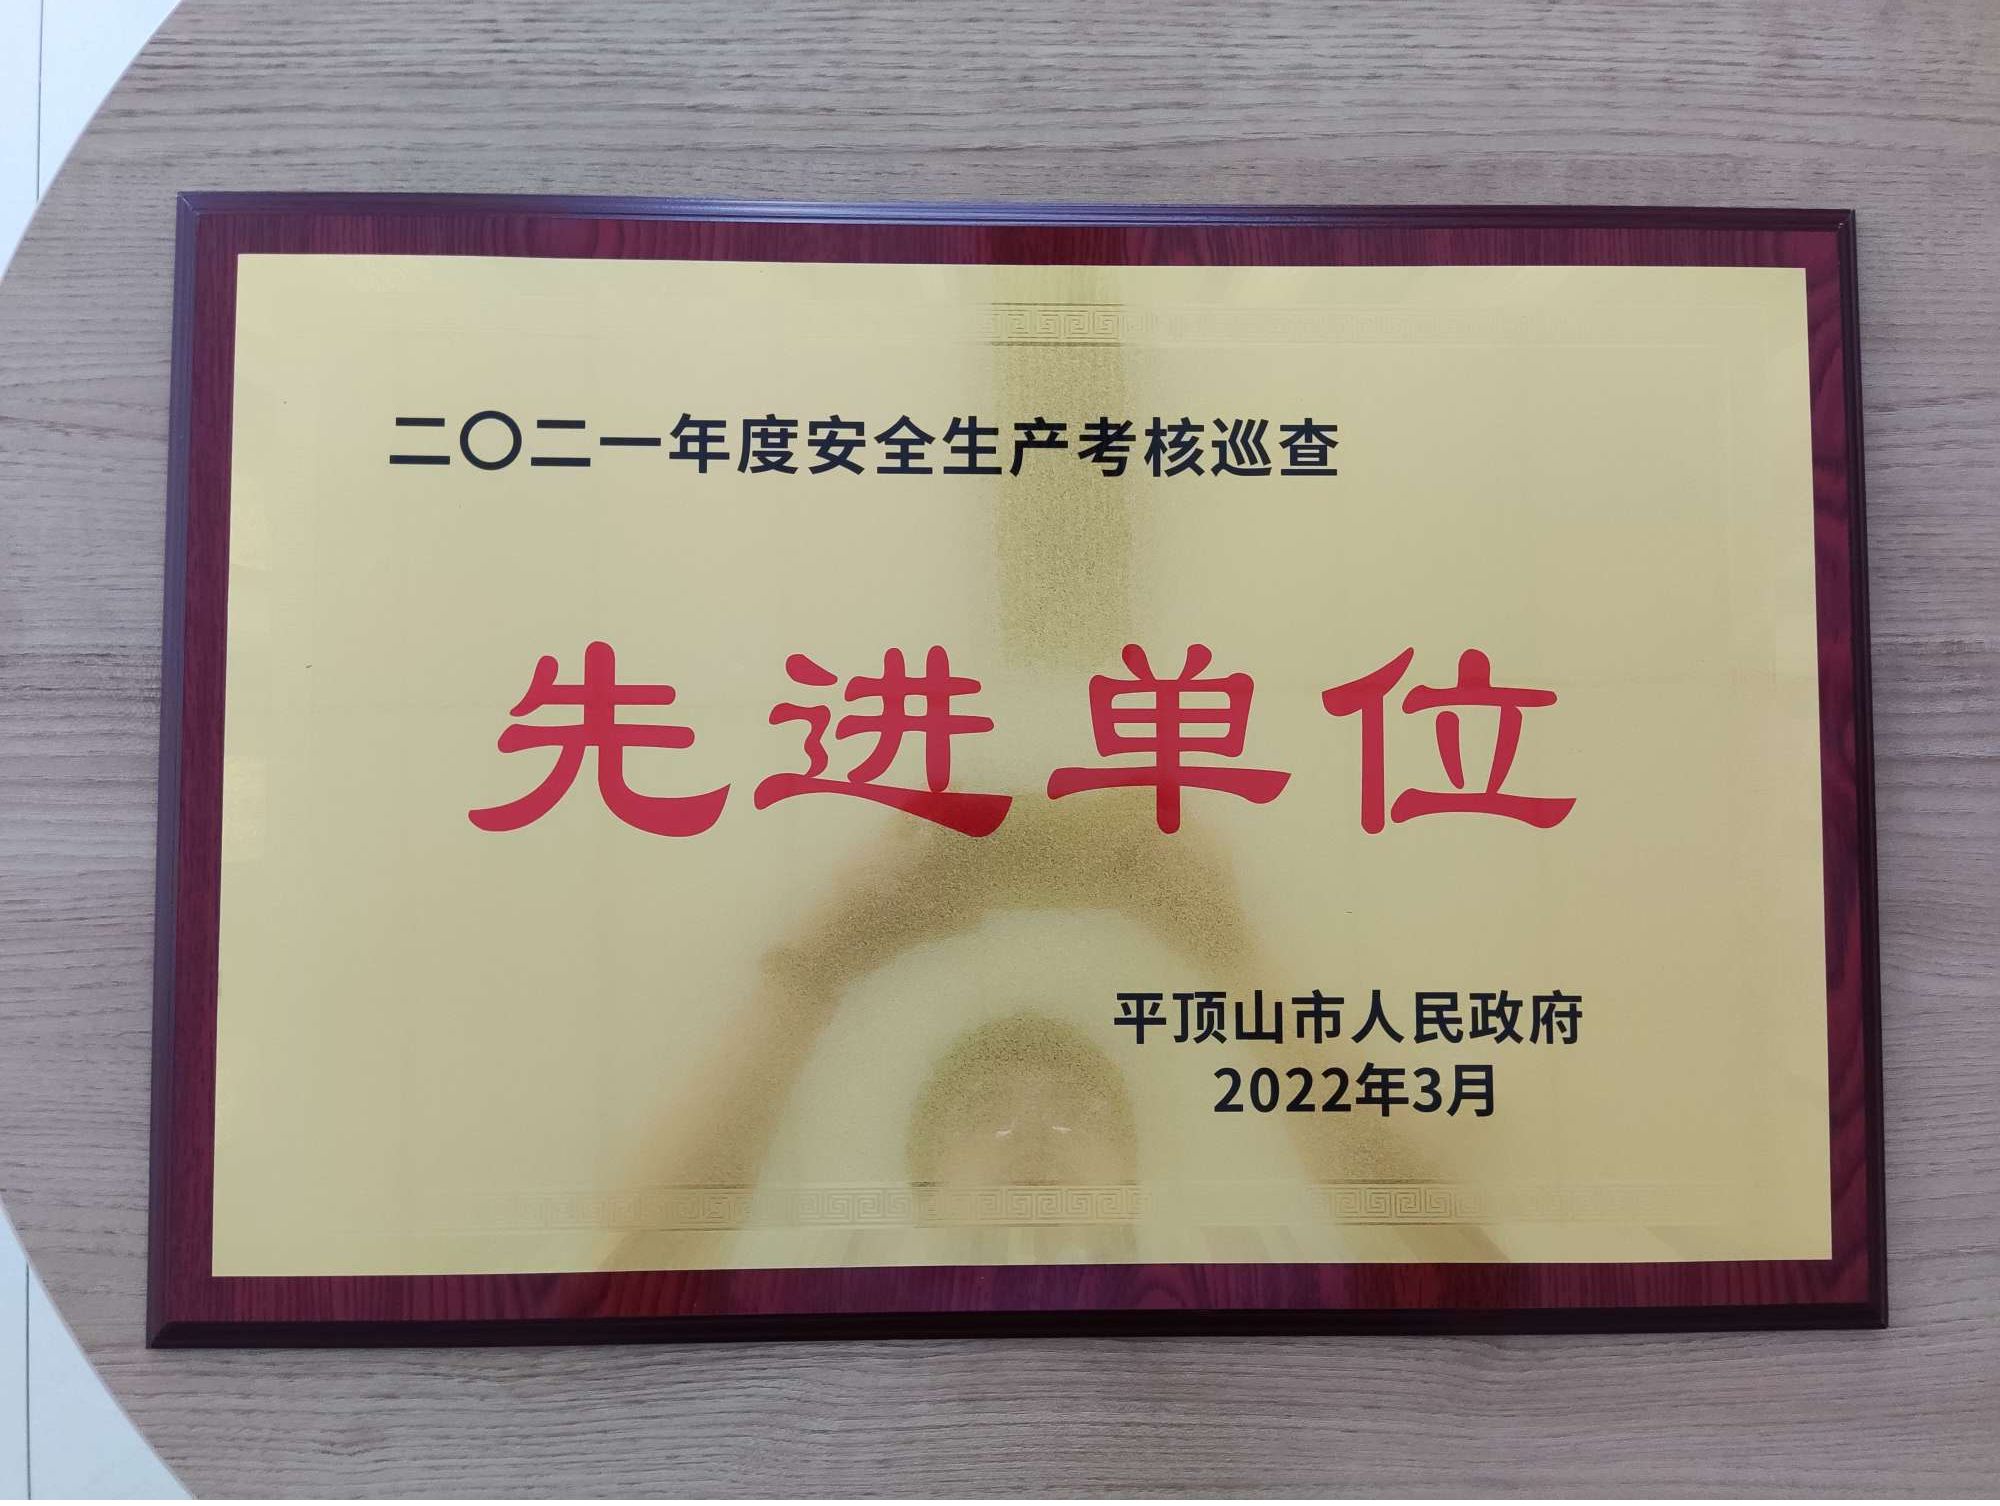 二〇二一年度安全生产考核巡查
先进单位
平顶山市人民政府
2022年3月